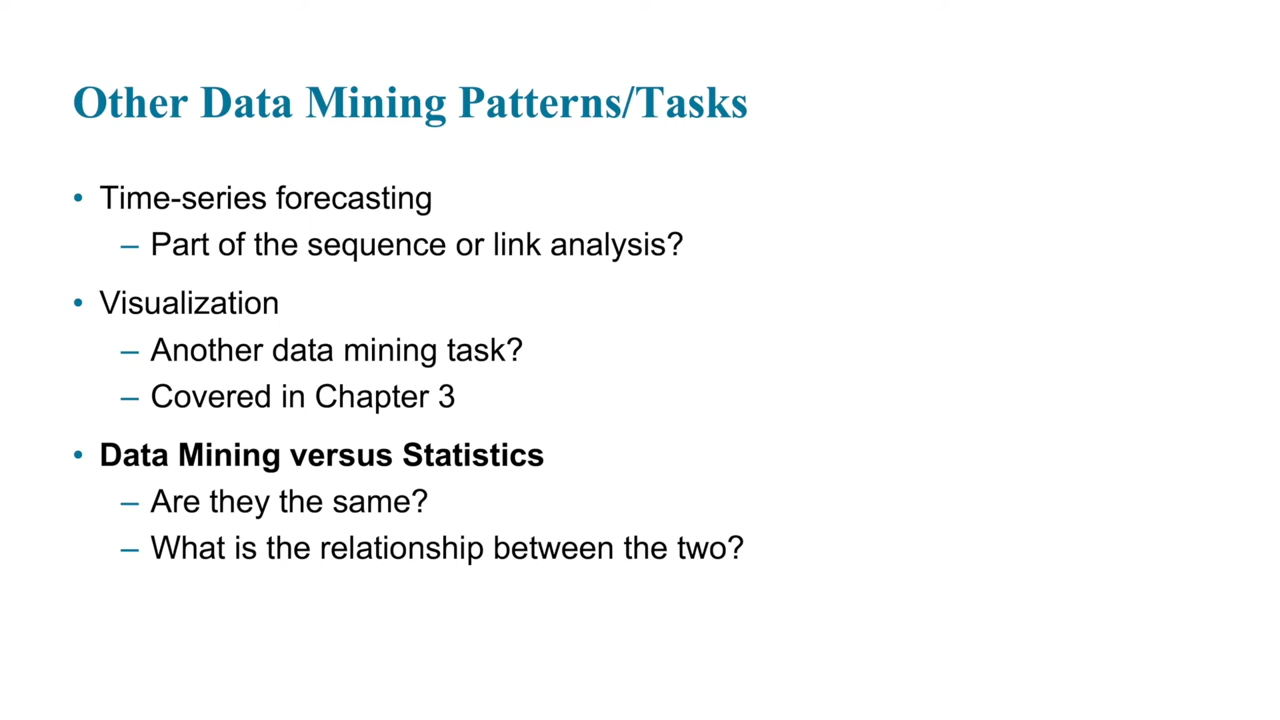 Other Data Mining Patterns/Tasks
• Time-series forecasting
– Part of the sequence or link analysis?
• Visualization
– Another data mining task?
– Covered in Chapter 3
• Data Mining versus Statistics
– Are they the same?
– What is the relationship between the two?